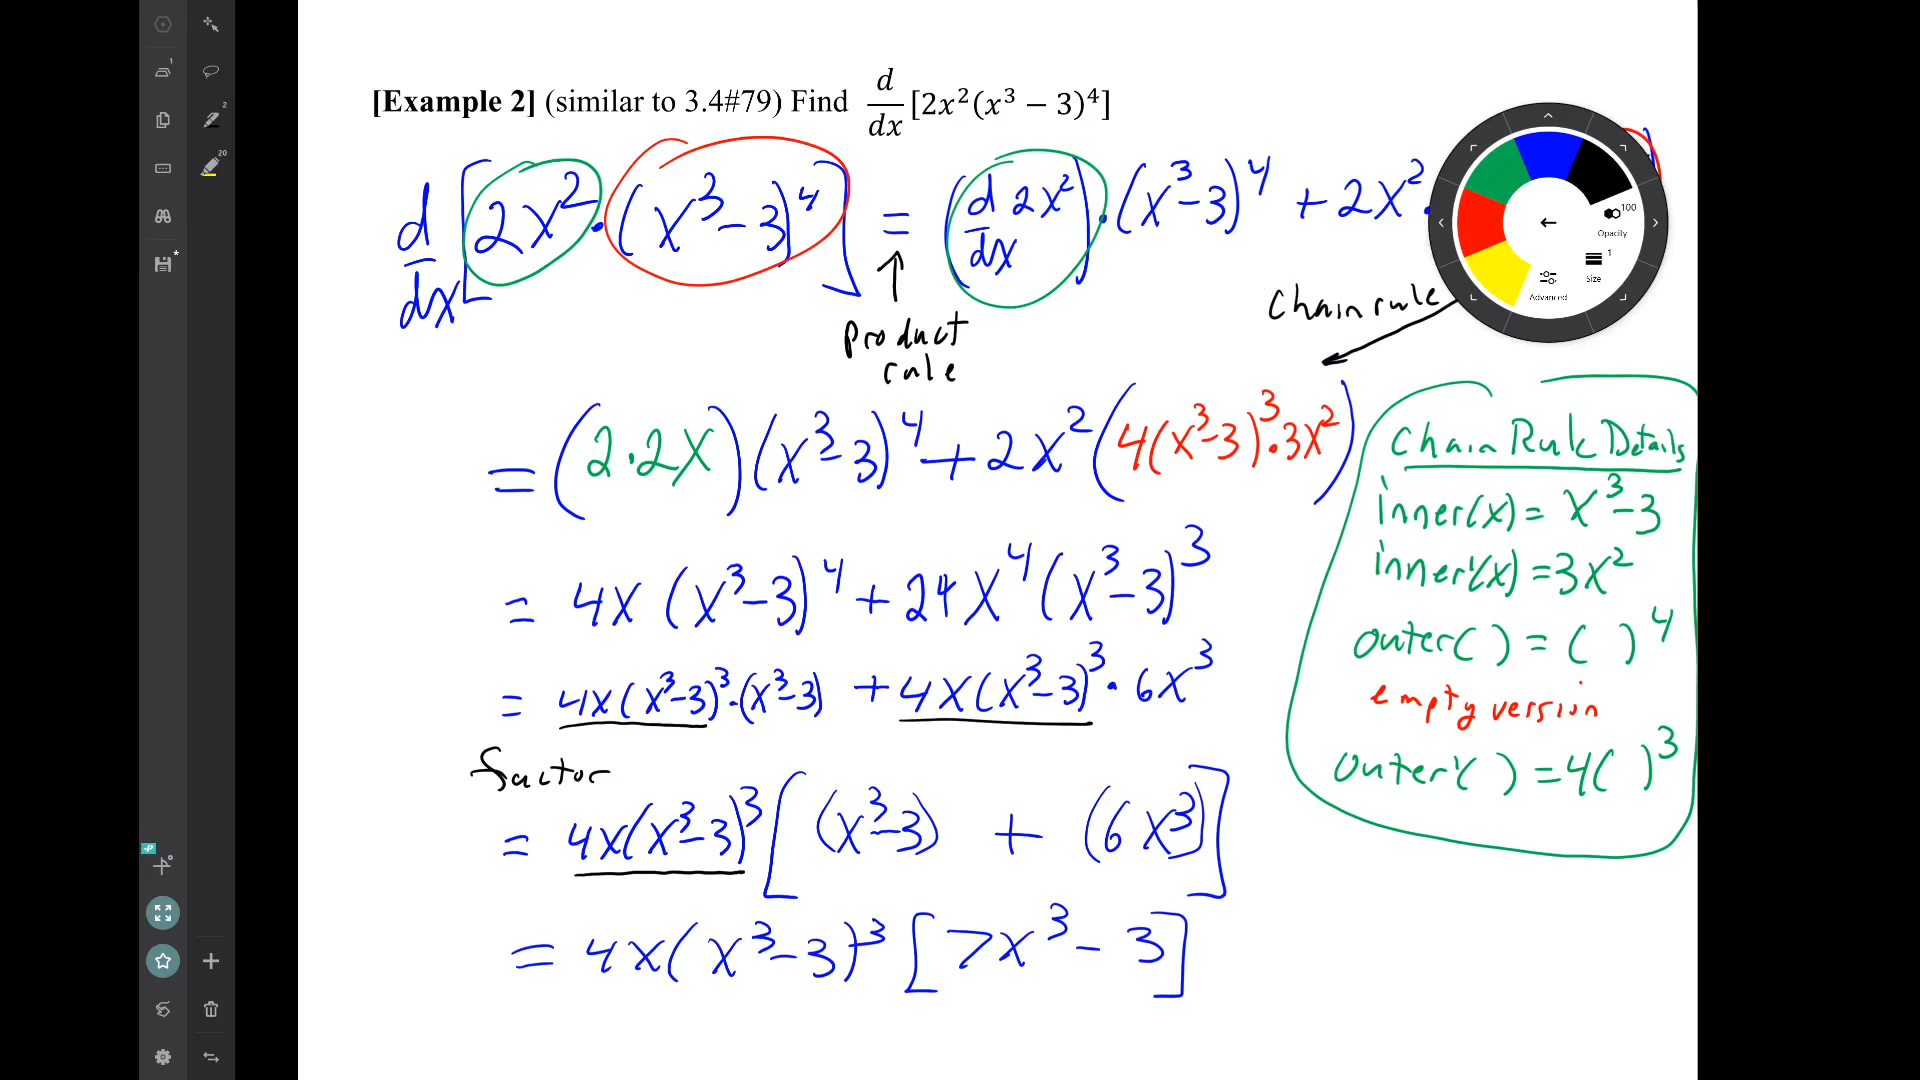 [Example 2] (similar to 3.4#79) Find d/dx [2x²(x³ − 3)⁴]
d/dx [2x² · (x³-3)⁴] = (d/dx 2x²) · (x³-3)⁴ + 2x² ·
product rule
Chain rule
= (2·2x)(x³-3)⁴ + 2x²(4(x³-3)³·3x²)
= 4x (x³-3)⁴ + 24x⁴(x³-3)³
= 4x(x³-3)³·(x³-3) + 4x(x³-3)³ · 6x³
factor
= 4x(x³-3)³ [(x³-3) + (6x³)]
= 4x(x³-3)³ [7x³ - 3]
Chain Rule Details
inner(x) = x³-3
inner'(x) = 3x²
outer( ) = ( )⁴
empty version
outer'( ) = 4( )³
100
Opacity
1
Size
Advanced
1
2
20